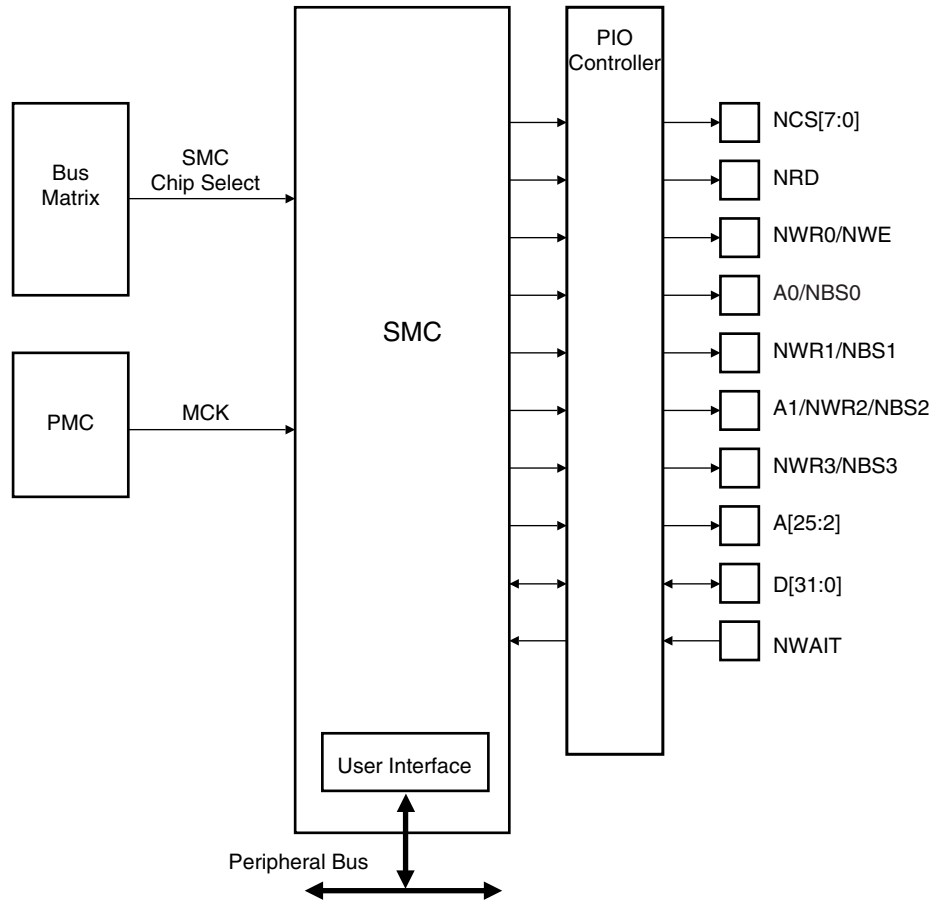 PIO
Controller
Bus
Matrix
SMC
Chip Select
PMC
MCK
SMC
NCS[7:0]
NRD
NWR0/NWE
A0/NBS0
NWR1/NBS1
A1/NWR2/NBS2
NWR3/NBS3
A[25:2]
D[31:0]
NWAIT
User Interface
Peripheral Bus